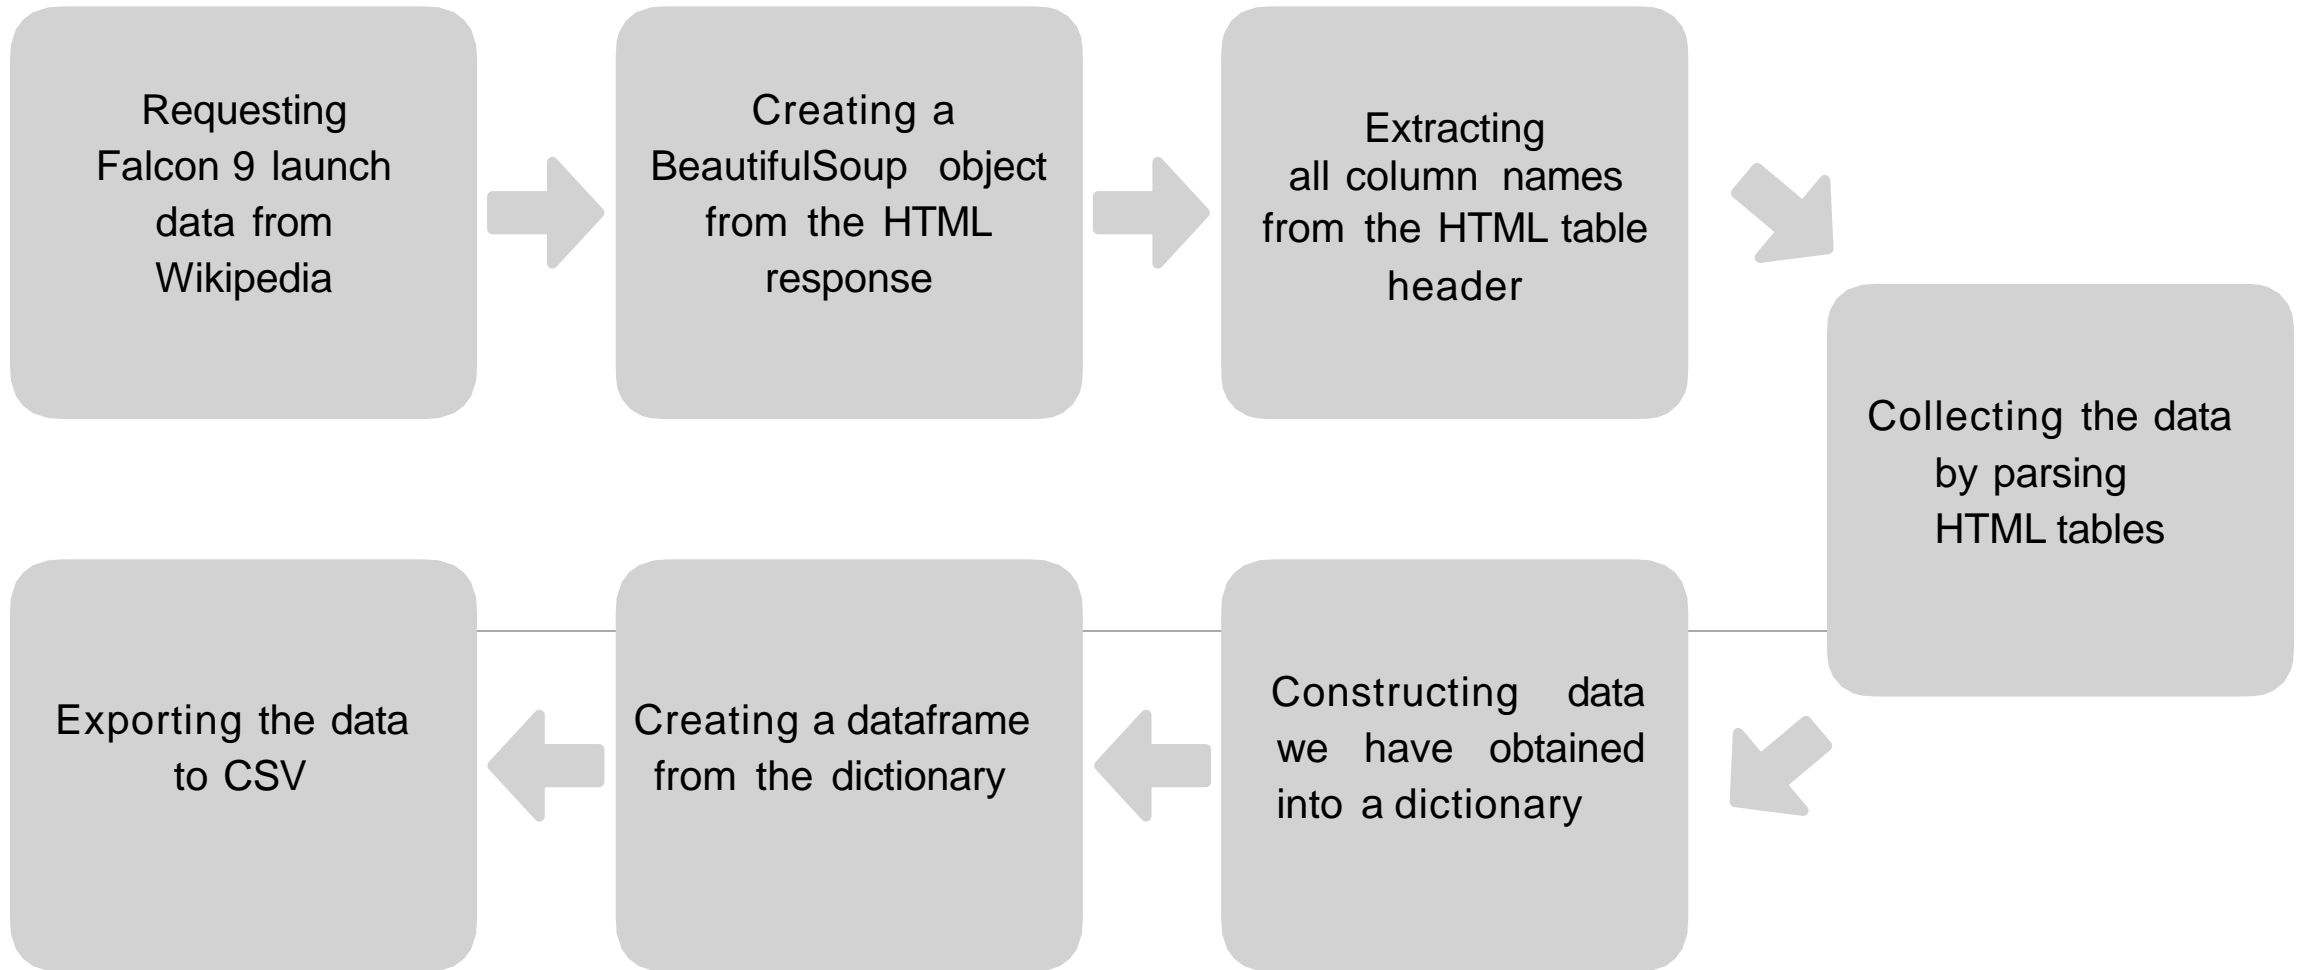 Requesting
Falcon 9 launch
data from
Wikipedia
Creating a
BeautifulSoup object
from the HTML
response
Extracting
all column names
from the HTML table
header
Collecting the data
by parsing
HTML tables
Constructing data
we have obtained
into a dictionary
Creating a dataframe
from the dictionary
Exporting the data
to CSV